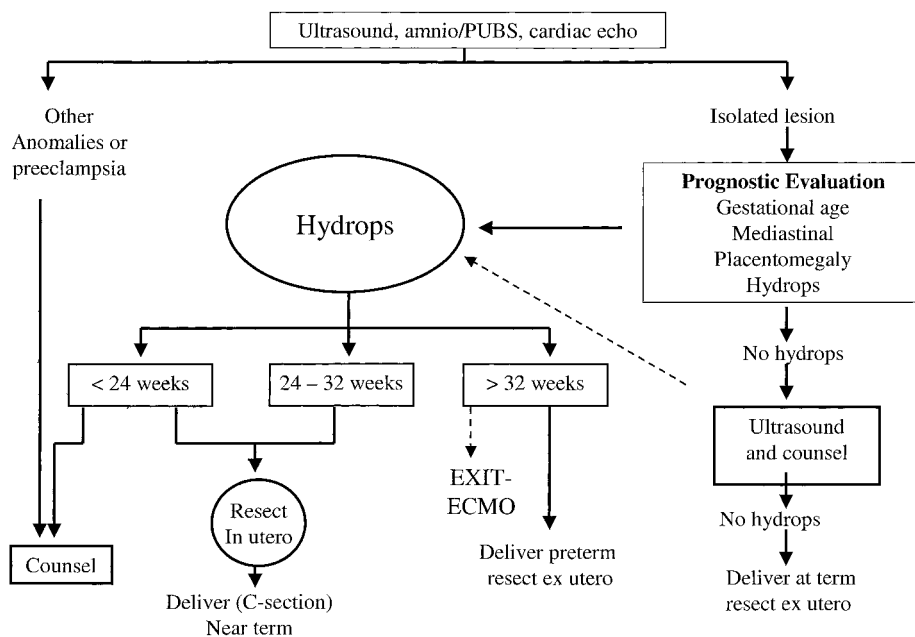 Ultrasound, amnio/PUBS, cardiac echo
Other
Anomalies or
preeclampsia
Isolated lesion
Prognostic Evaluation
Gestational age
Mediastinal
Placentomegaly
Hydrops
Hydrops
No hydrops
< 24 weeks
24 – 32 weeks
> 32 weeks
Ultrasound
and counsel
EXIT-
ECMO
Resect
In utero
No hydrops
Counsel
Deliver preterm
resect ex utero
Deliver at term
resect ex utero
Deliver (C-section)
Near term